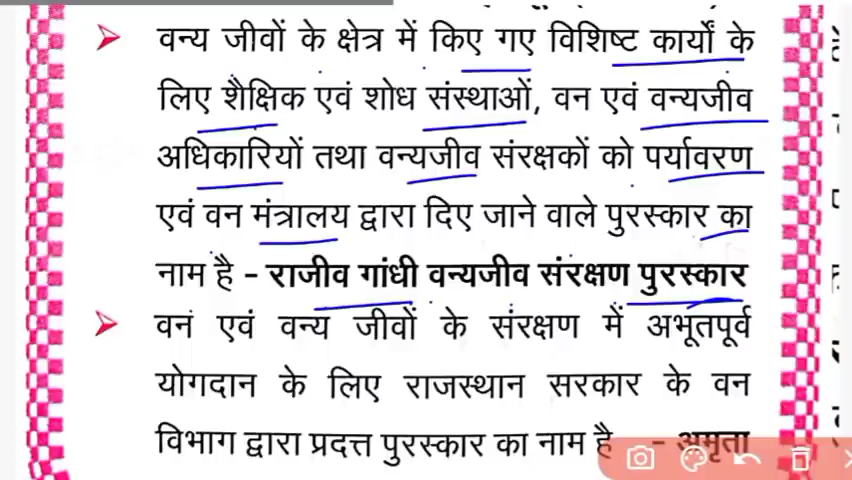 वन्य जीवों के क्षेत्र में किए गए विशिष्ट कार्यों के
लिए शैक्षिक एवं शोध संस्थाओं, वन एवं वन्यजीव
अधिकारियों तथा वन्यजीव संरक्षकों को पर्यावरण
एवं वन मंत्रालय द्वारा दिए जाने वाले पुरस्कार का
नाम है – राजीव गांधी वन्यजीव संरक्षण पुरस्कार
वन एवं वन्य जीवों के संरक्षण में अभूतपूर्व
योगदान के लिए राजस्थान सरकार के वन
विभाग द्वारा प्रदत्त पुरस्कार का नाम है – अमृता